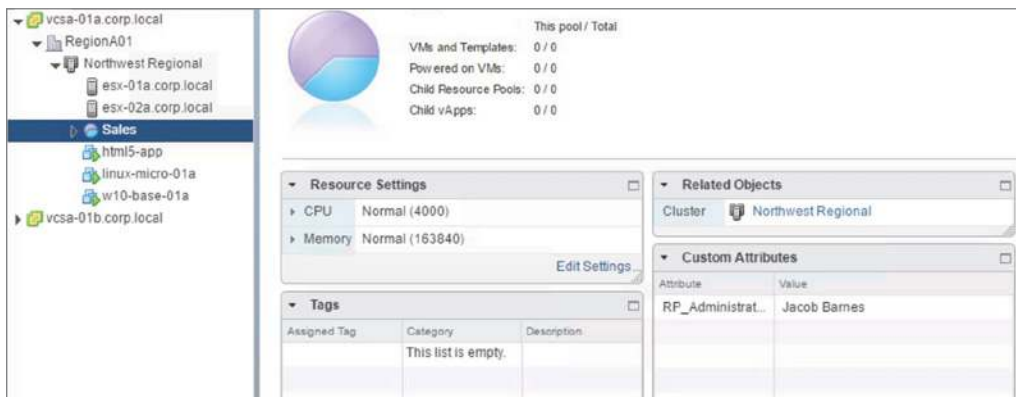 vcsa-01a.corp.local
RegionA01
Northwest Regional
esx-01a.corp.local
esx-02a.corp.local
Sales
html5-app
linux-micro-01a
w10-base-01a
vcsa-01b.corp.local
This pool / Total
VMs and Templates: 0 / 0
Powered on VMs: 0 / 0
Child Resource Pools: 0 / 0
Child vApps: 0 / 0
Resource Settings
CPU Normal (4000)
Memory Normal (163840)
Edit Settings...
Tags
Assigned Tag Category Description
This list is empty.
Related Objects
Cluster Northwest Regional
Custom Attributes
Attribute Value
RP_Administrat... Jacob Barnes